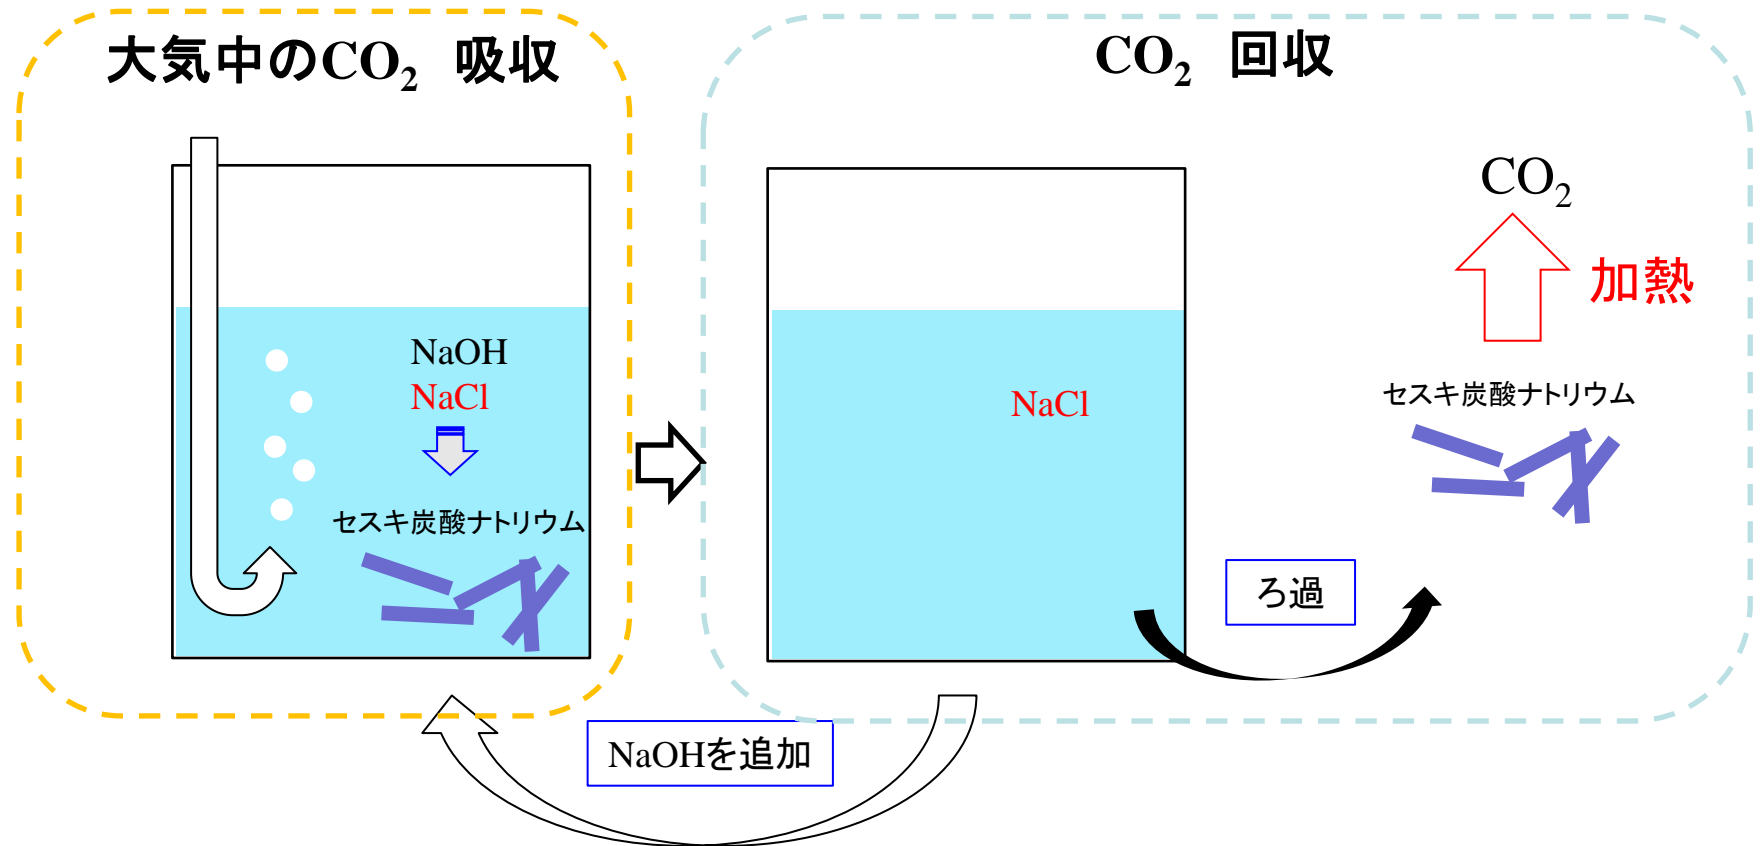 大気中のCO₂ 吸収
NaOH
NaCl
セスキ炭酸ナトリウム
CO₂ 回収
NaCl
CO₂
加熱
セスキ炭酸ナトリウム
ろ過
NaOHを追加